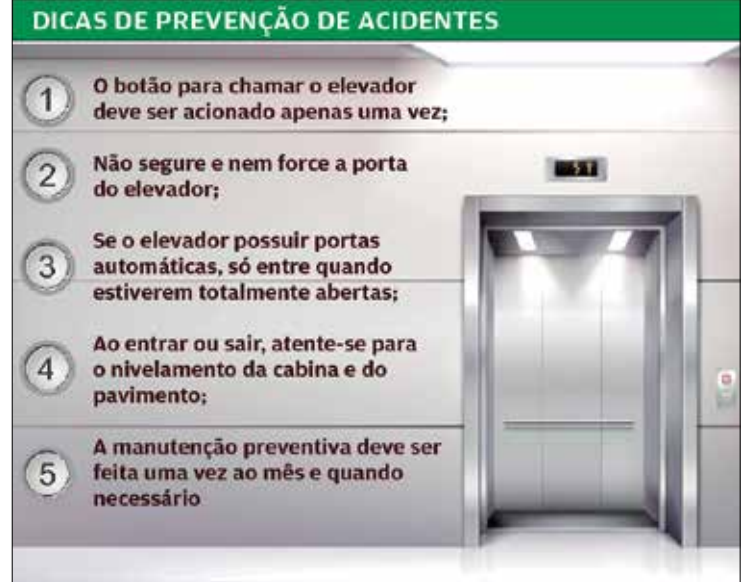 DICAS DE PREVENÇÃO DE ACIDENTES
1
O botão para chamar o elevador
deve ser acionado apenas uma vez;
2
Não segure e nem force a porta
do elevador;
3
Se o elevador possuir portas
automáticas, só entre quando
estiverem totalmente abertas;
4
Ao entrar ou sair, atente-se para
o nivelamento da cabina e do
pavimento;
5
A manutenção preventiva deve ser
feita uma vez ao mês e quando
necessário